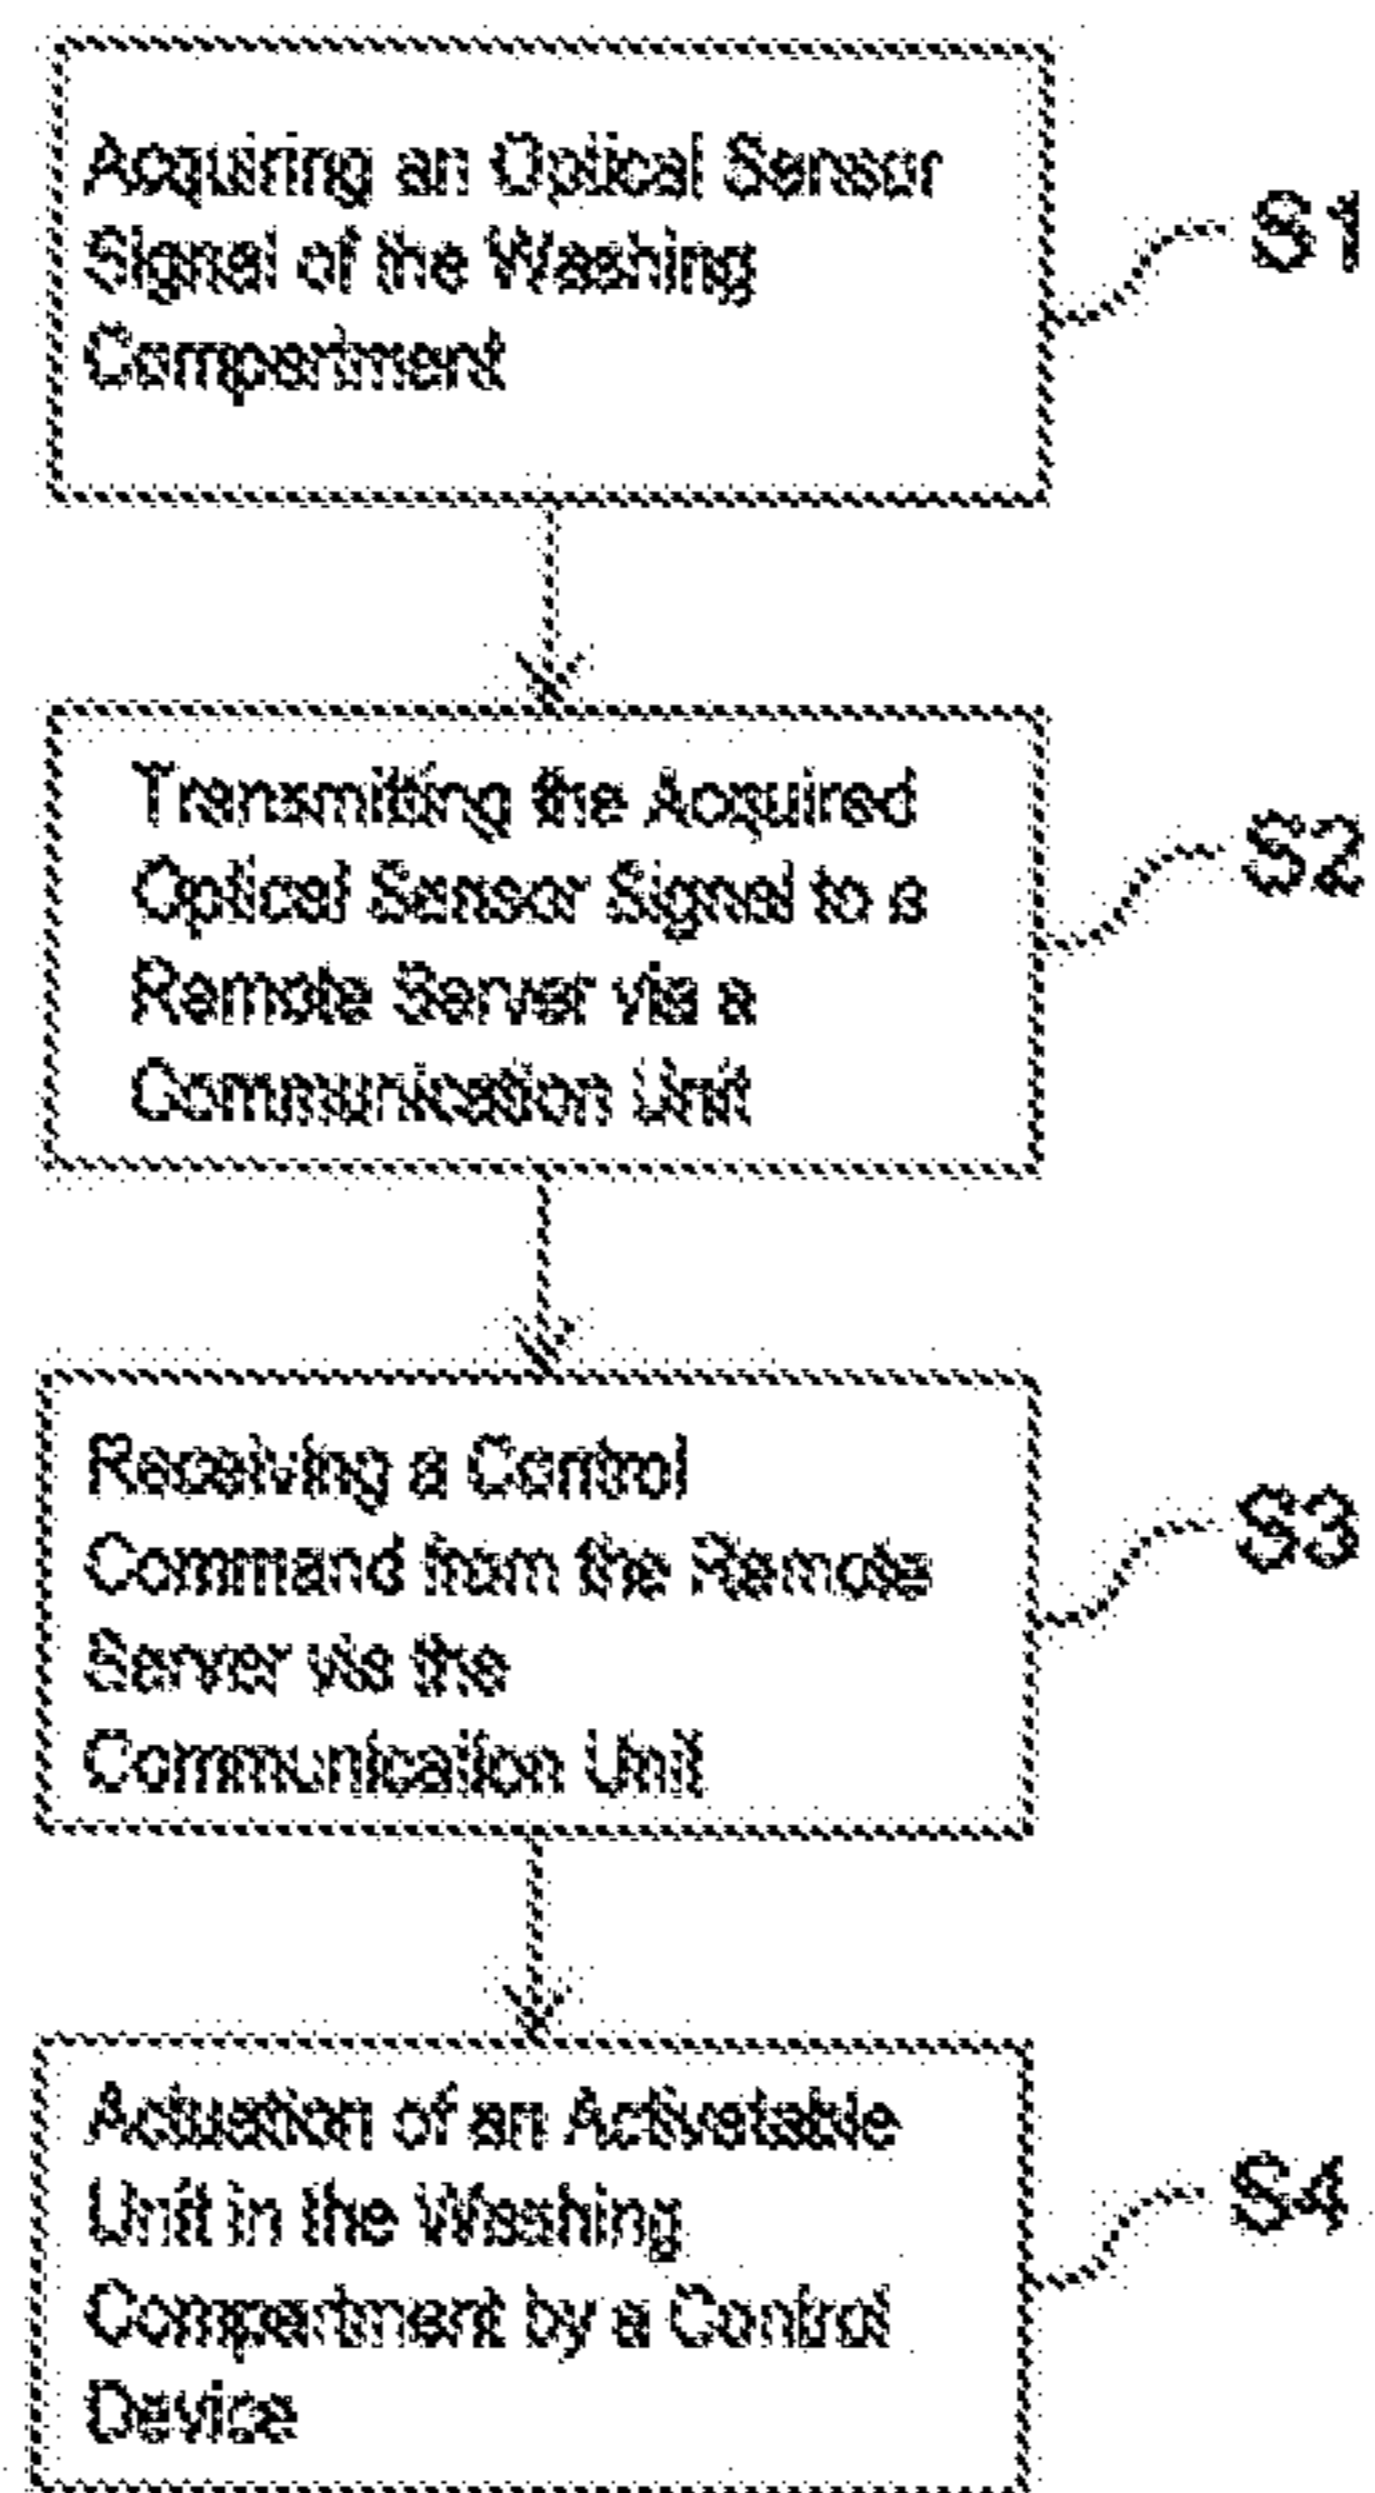 Acquiring an Optical Sensor
Signal of the Washing
Compartment
S1
Transmitting the Acquired
Optical Sensor Signal to a
Remote Server via a
Communication Unit
S2
Receiving a Control
Command from the Remote
Server via the
Communication Unit
S3
Actuation of an Activatable
Unit in the Washing
Compartment by a Control
Device
S4